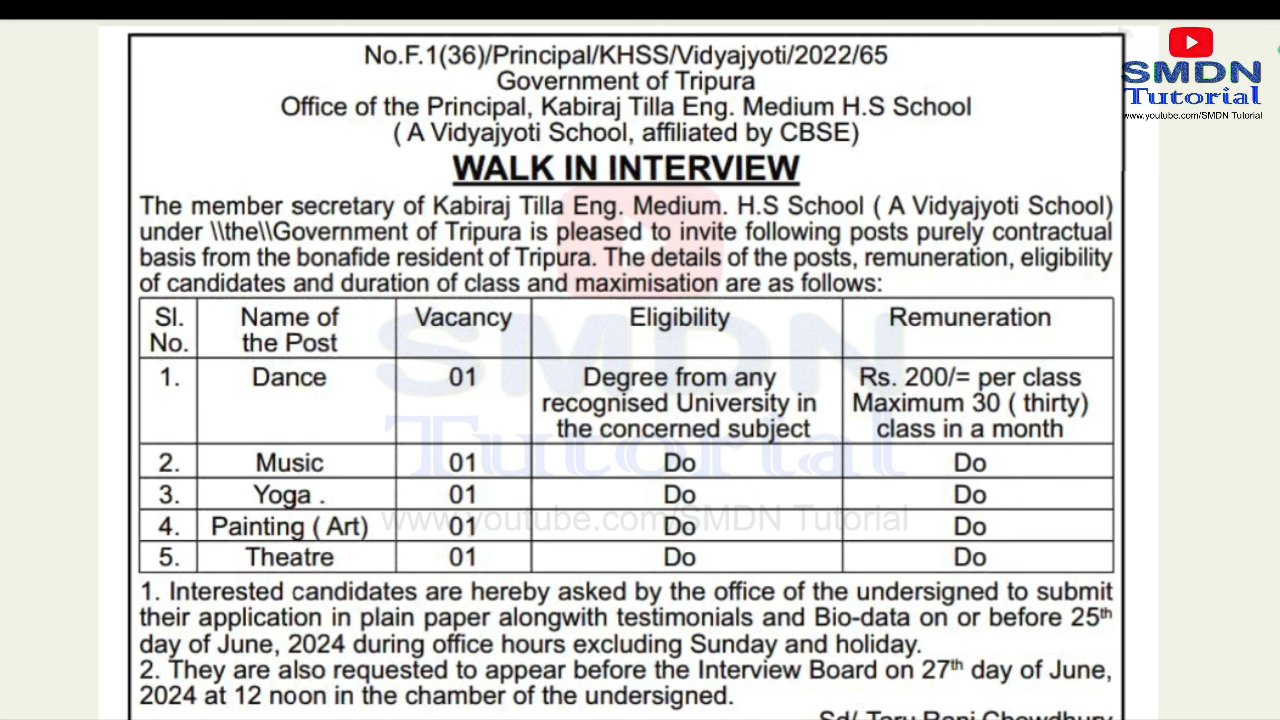 No.F.1(36)/Principal/KHSS/Vidyajyoti/2022/65
Government of Tripura
Office of the Principal, Kabiraj Tilla Eng. Medium H.S School
( A Vidyajyoti School, affiliated by CBSE)
WALK IN INTERVIEW
The member secretary of Kabiraj Tilla Eng. Medium. H.S School ( A Vidyajyoti School)
under \\the\\Government of Tripura is pleased to invite following posts purely contractual
basis from the bonafide resident of Tripura. The details of the posts, remuneration, eligibility
of candidates and duration of class and maximisation are as follows:
Sl. No. Name of the Post Vacancy Eligibility Remuneration
1. Dance 01 Degree from any recognised University in the concerned subject Rs. 200/= per class Maximum 30 ( thirty) class in a month
2. Music 01 Do Do
3. Yoga . 01 Do Do
4. Painting ( Art) 01 Do Do
5. Theatre 01 Do Do
1. Interested candidates are hereby asked by the office of the undersigned to submit
their application in plain paper alongwith testimonials and Bio-data on or before 25th
day of June, 2024 during office hours excluding Sunday and holiday.
2. They are also requested to appear before the Interview Board on 27th day of June,
2024 at 12 noon in the chamber of the undersigned.
Sd/ Taru Rani Chowdhury
SMDN
Tutorial
www.youtube.com/SMDN Tutorial
SMDN
Tutorial
www.youtube.com/SMDN Tutorial